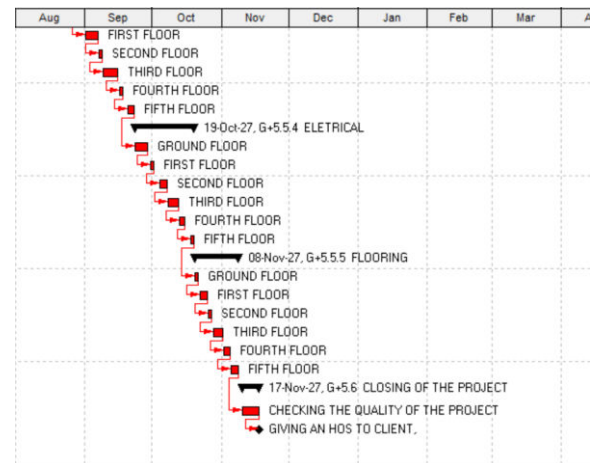 Aug Sep Oct Nov Dec Jan Feb Mar A
FIRST FLOOR
SECOND FLOOR
THIRD FLOOR
FOURTH FLOOR
FIFTH FLOOR
19-Oct-27, G+5.5.4 ELETRICAL
GROUND FLOOR
FIRST FLOOR
SECOND FLOOR
THIRD FLOOR
FOURTH FLOOR
FIFTH FLOOR
08-Nov-27, G+5.5.5 FLOORING
GROUND FLOOR
FIRST FLOOR
SECOND FLOOR
THIRD FLOOR
FOURTH FLOOR
FIFTH FLOOR
17-Nov-27, G+5.6 CLOSING OF THE PROJECT
CHECKING THE QUALITY OF THE PROJECT
GIVING AN HOS TO CLIENT,